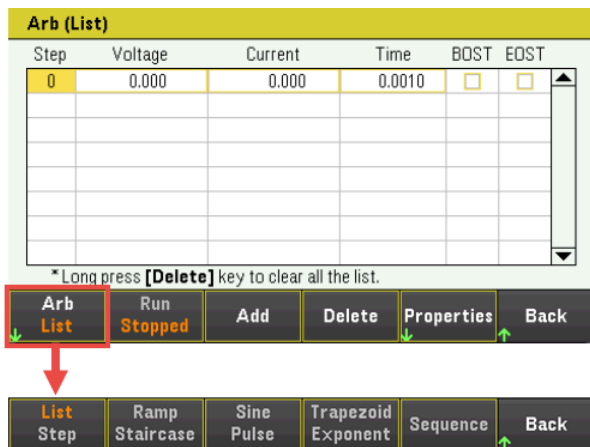 Arb (List)
Step Voltage Current Time BOST EOST
0 0.000 0.000 0.0010
*Long press [Delete] key to clear all the list.
Arb List
Run Stopped
Add
Delete
Properties
Back
List Step
Ramp Staircase
Sine Pulse
Trapezoid Exponent
Sequence
Back